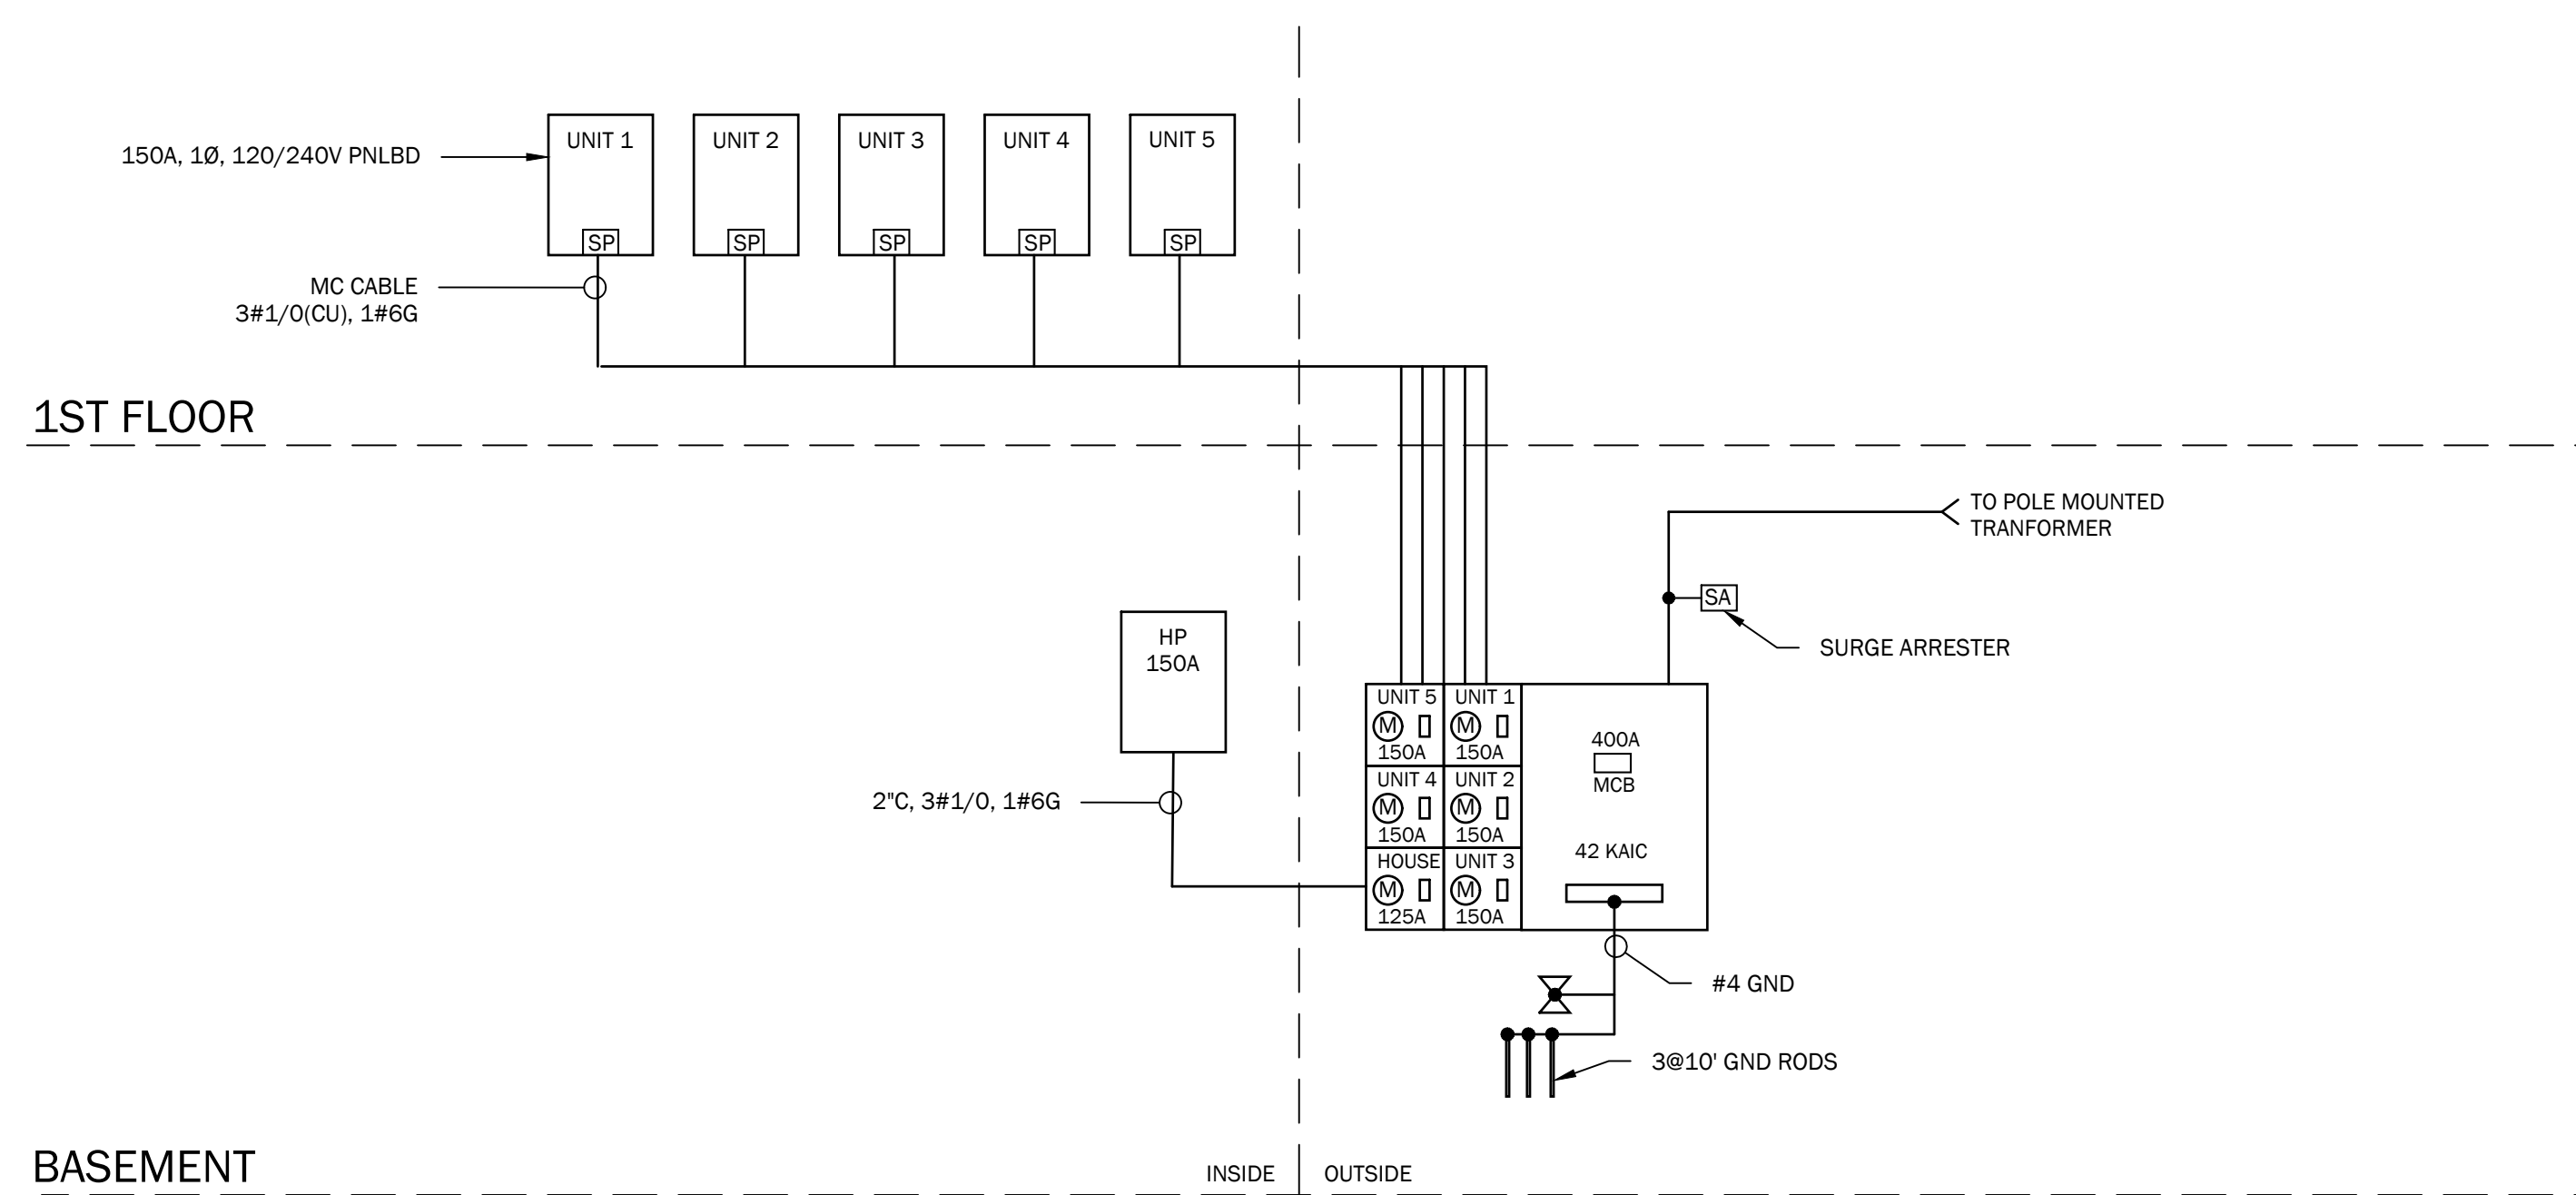 UNIT 1
UNIT 2
UNIT 3
UNIT 4
UNIT 5
150A, 1Ø, 120/240V PNLBD
SP
SP
SP
SP
SP
MC CABLE
3#1/0(CU), 1#6G
1ST FLOOR
TO POLE MOUNTED
TRANFORMER
SA
SURGE ARRESTER
HP
150A
2"C, 3#1/0, 1#6G
UNIT 5
M
150A
UNIT 1
M
150A
UNIT 4
M
150A
UNIT 2
M
150A
HOUSE
M
125A
UNIT 3
M
150A
400A
MCB
42 KAIC
#4 GND
3@10' GND RODS
BASEMENT
INSIDE
OUTSIDE